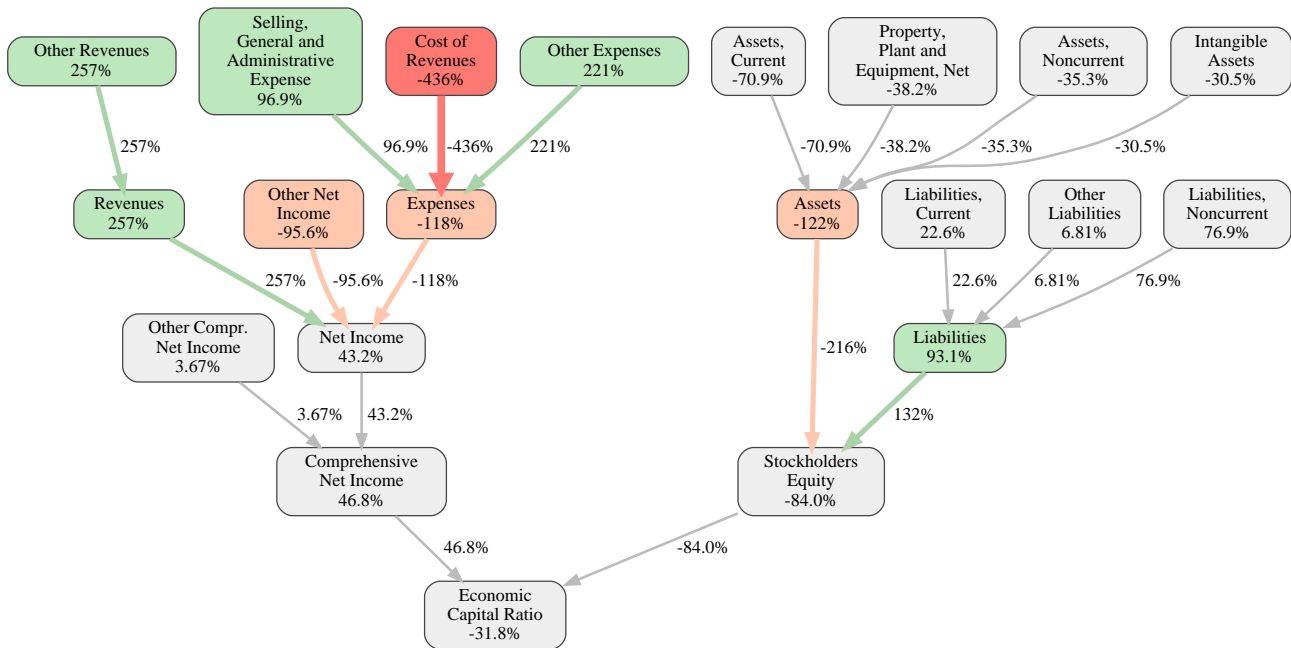 Other Revenues
257%
Selling,
General and
Administrative
Expense
96.9%
Cost of
Revenues
-436%
Other Expenses
221%
Assets,
Current
-70.9%
Property,
Plant and
Equipment, Net
-38.2%
Assets,
Noncurrent
-35.3%
Intangible
Assets
-30.5%
257%
96.9%
-436%
221%
-70.9%
-38.2%
-35.3%
-30.5%
Revenues
257%
Other Net
Income
-95.6%
Expenses
-118%
Assets
-122%
Liabilities,
Current
22.6%
Other
Liabilities
6.81%
Liabilities,
Noncurrent
76.9%
257%
-95.6%
-118%
22.6%
6.81%
76.9%
Other Compr.
Net Income
3.67%
Net Income
43.2%
-216%
Liabilities
93.1%
3.67%
43.2%
132%
Comprehensive
Net Income
46.8%
Stockholders
Equity
-84.0%
46.8%
-84.0%
Economic
Capital Ratio
-31.8%